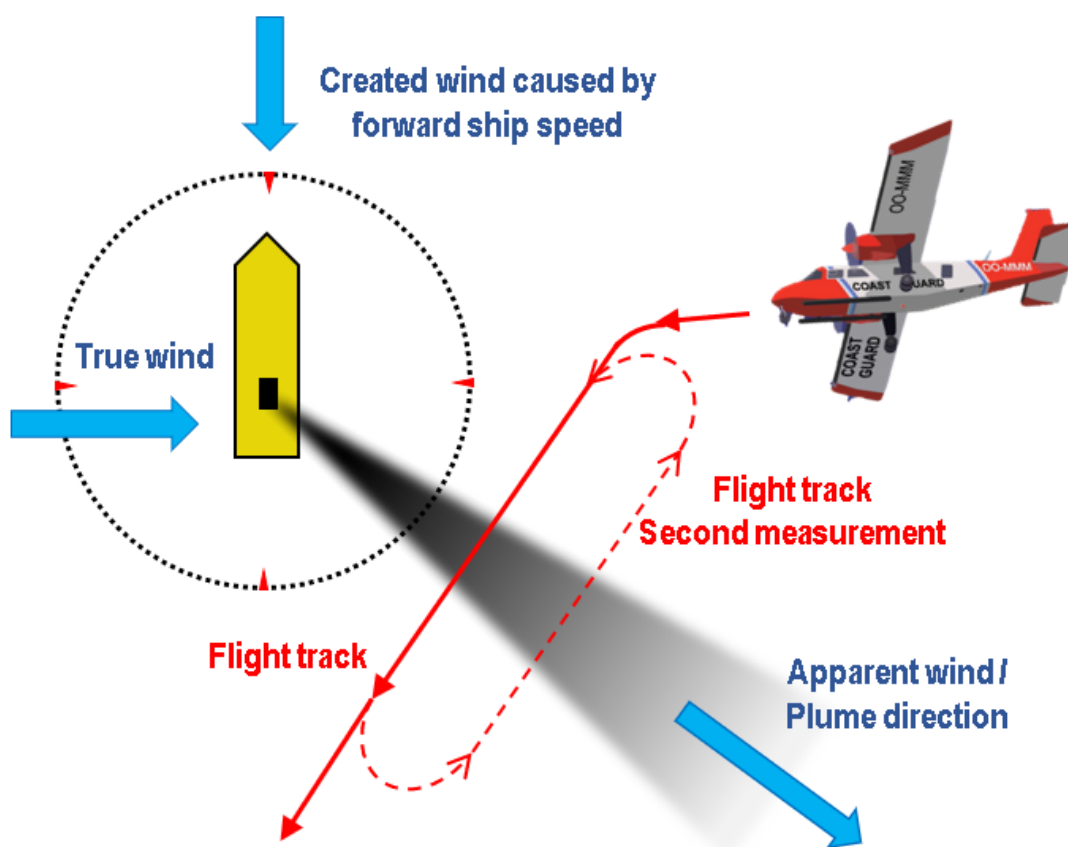 Created wind caused by
forward ship speed
OO-MMM
OO-MMM
COAST GUARD
COAST
GUARD
True wind
Flight track
Second measurement
Flight track
Apparent wind /
Plume direction